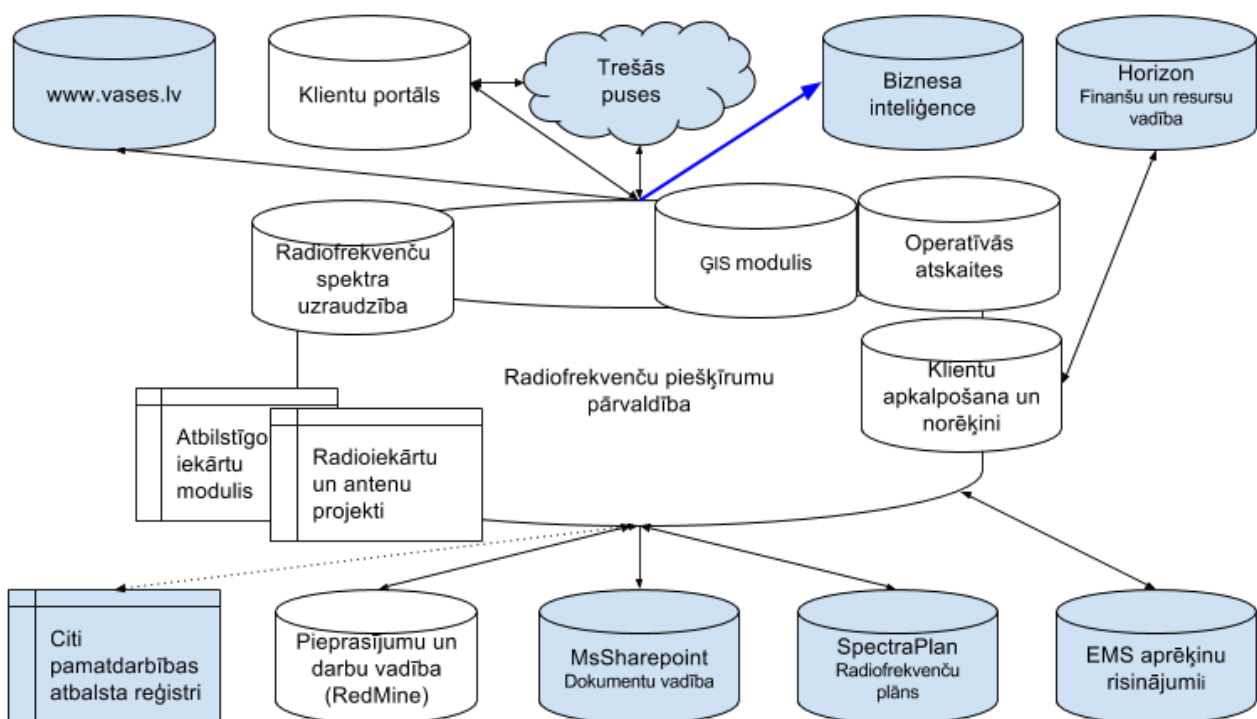 www.vases.lv
Klientu portāls
Trešās
puses
Biznesa
inteliģence
Horizon
Finanšu un resursu
vadība
Radiofrekvenču
spektra
uzraudzība
ĢIS modulis
Operatīvās
atskaites
Radiofrekvenču piešķīrumu
pārvaldība
Klientu
apkalpošana un
norēķini
Atbilstīgo
iekārtu
modulis
Radioiekārtu
un antenu
projekti
Citi
pamatdarbības
atbalsta reģistri
Pieprasījumu un
darbu vadība
(RedMine)
MsSharepoint
Dokumentu vadība
SpectraPlan
Radiofrekvenču
plāns
EMS aprēķinu
risinājumii